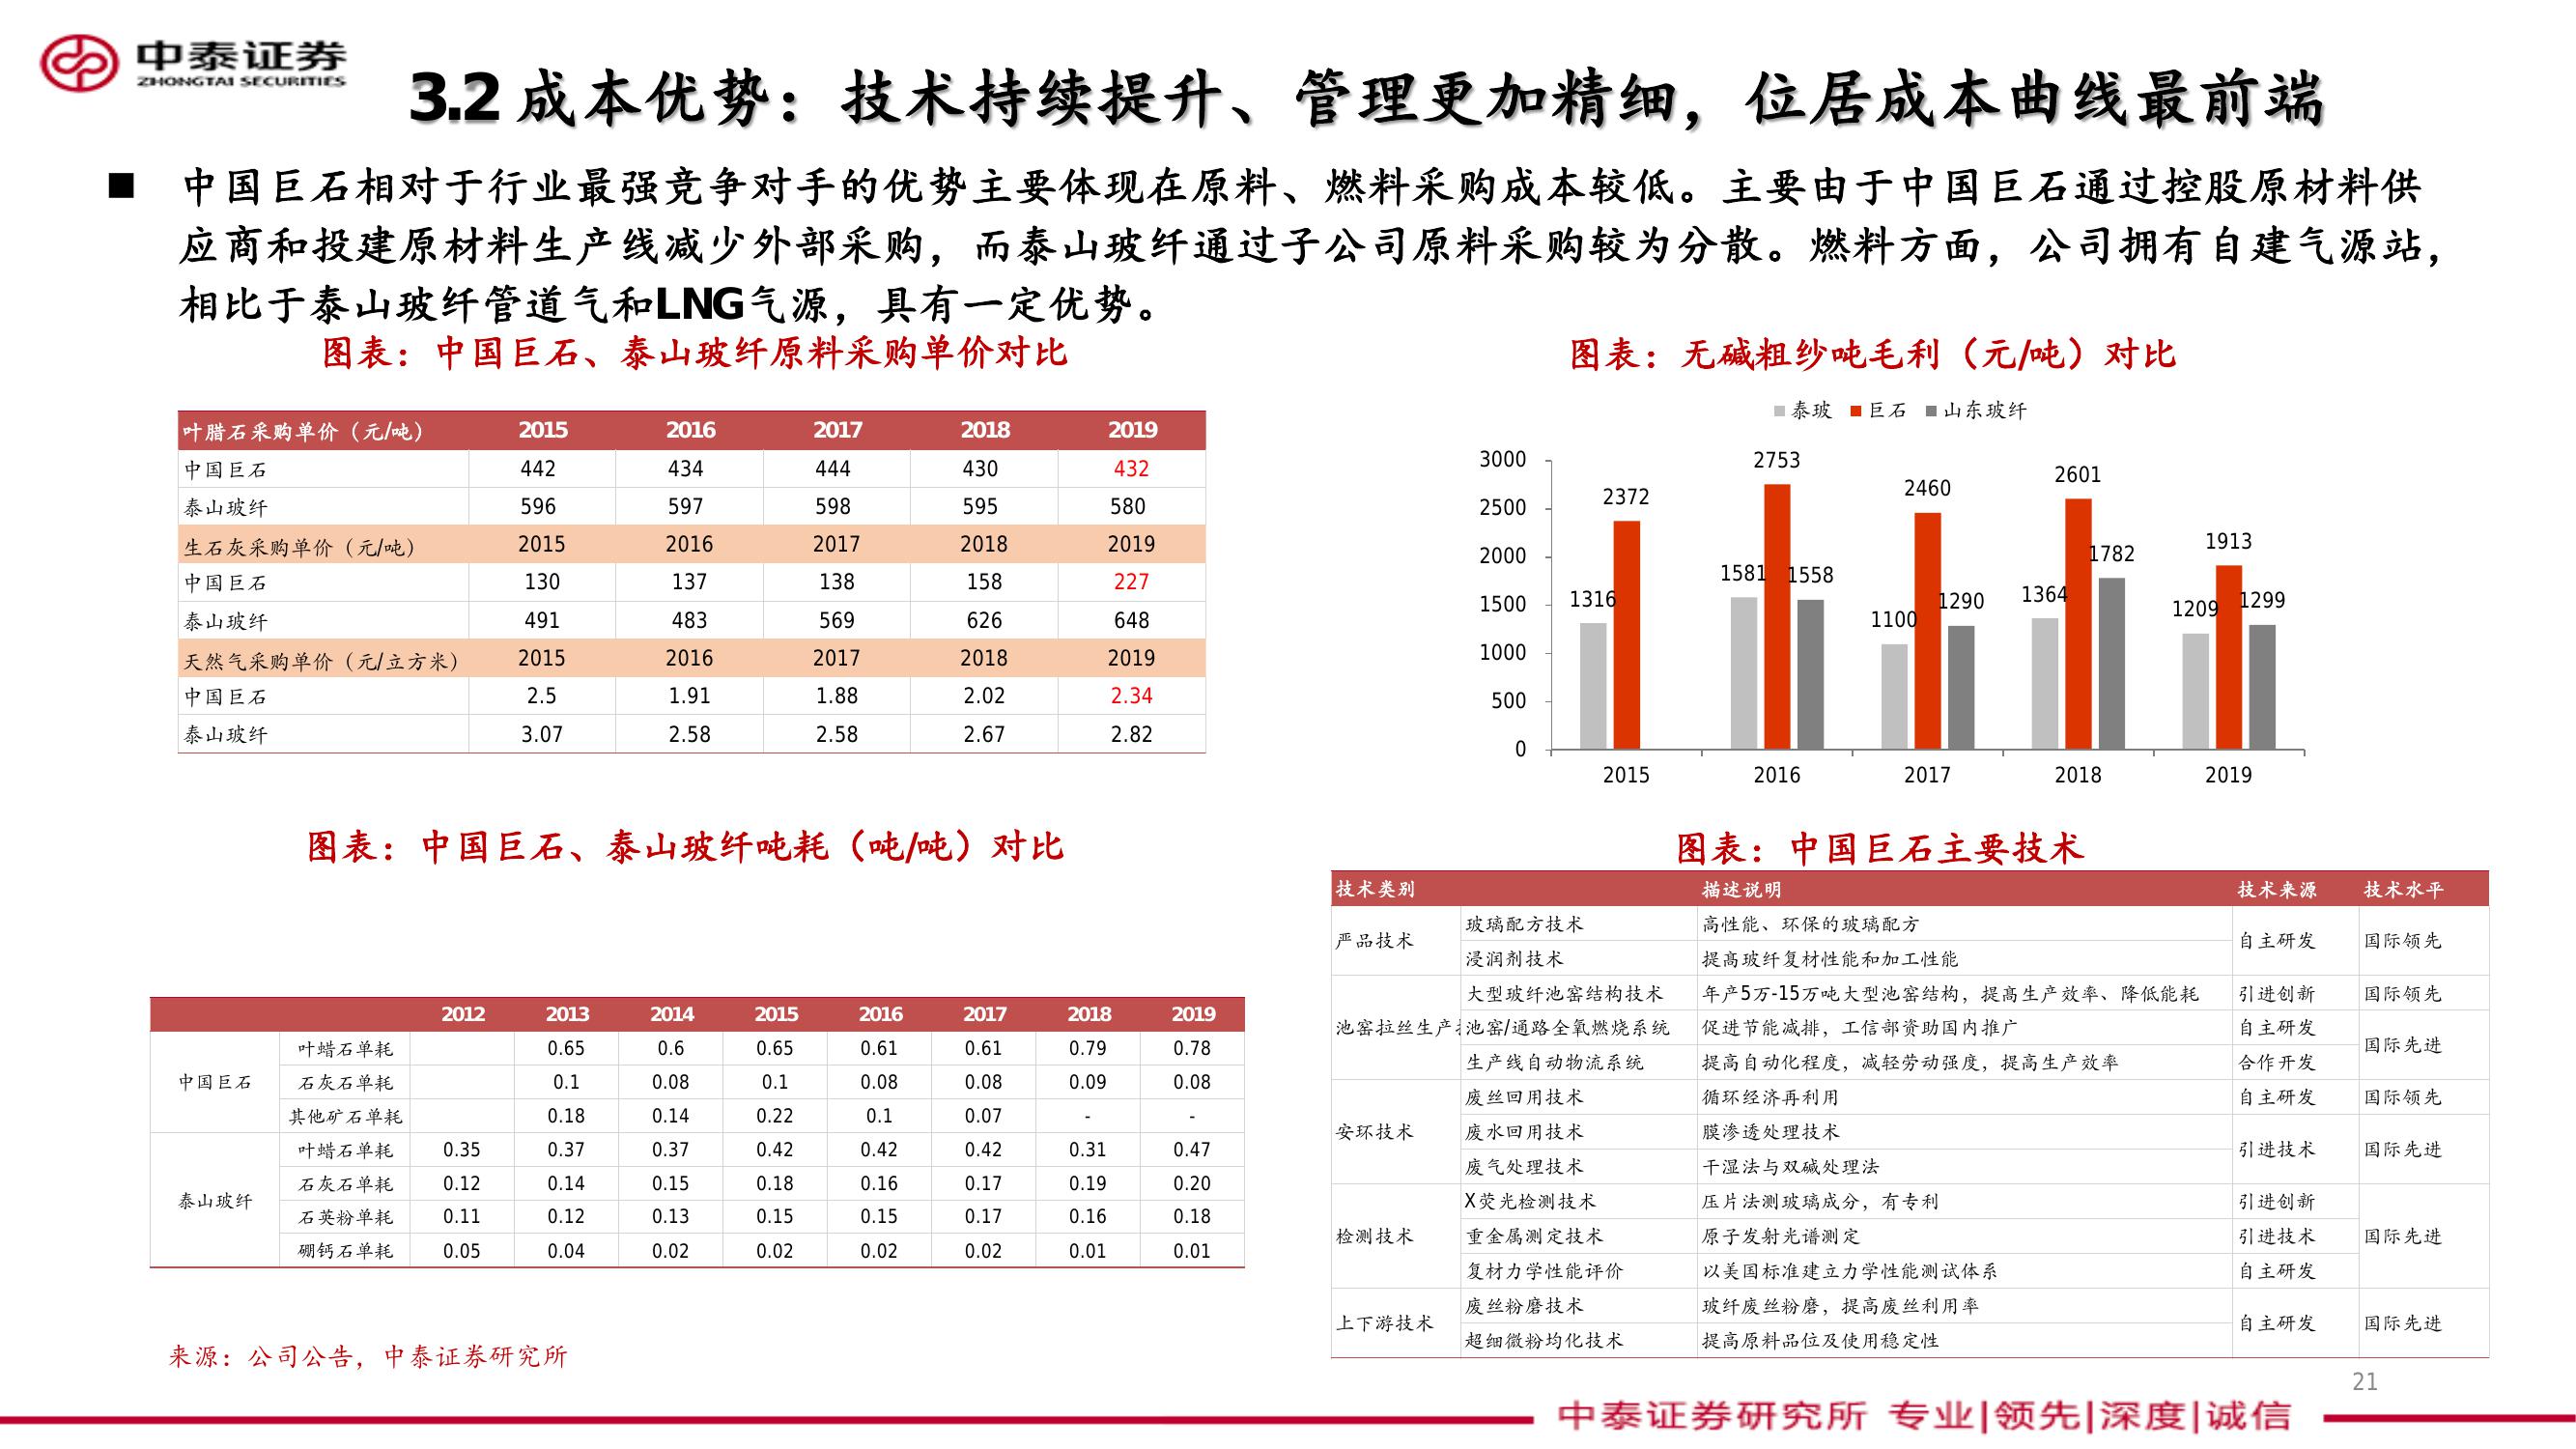 中泰证券
ZHONGTAI SECURITIES
3.2 成本优势：技术持续提升、管理更加精细，位居成本曲线最前端
■ 中国巨石相对于行业最强竞争对手的优势主要体现在原料、燃料采购成本较低。主要由于中国巨石通过控股原材料供
应商和投建原材料生产线减少外部采购，而泰山玻纤通过子公司原料采购较为分散。燃料方面，公司拥有自建气源站，
相比于泰山玻纤管道气和LNG气源，具有一定优势。
图表：中国巨石、泰山玻纤原料采购单价对比
叶腊石采购单价（元/吨） 2015 2016 2017 2018 2019
中国巨石 442 434 444 430 432
泰山玻纤 596 597 598 595 580
生石灰采购单价（元/吨） 2015 2016 2017 2018 2019
中国巨石 130 137 138 158 227
泰山玻纤 491 483 569 626 648
天然气采购单价（元/立方米） 2015 2016 2017 2018 2019
中国巨石 2.5 1.91 1.88 2.02 2.34
泰山玻纤 3.07 2.58 2.58 2.67 2.82
图表：无碱粗纱吨毛利（元/吨）对比
泰玻 巨石 山东玻纤
3000
2500
2000
1500
1000
500
0
1316 2372
1581 2753 1558
1100 2460 1290
1364 2601 1782
1209 1913 1299
2015 2016 2017 2018 2019
图表：中国巨石、泰山玻纤吨耗（吨/吨）对比
2012 2013 2014 2015 2016 2017 2018 2019
中国巨石
叶蜡石单耗 0.65 0.6 0.65 0.61 0.61 0.79 0.78
石灰石单耗 0.1 0.08 0.1 0.08 0.08 0.09 0.08
其他矿石单耗 0.18 0.14 0.22 0.1 0.07 - -
泰山玻纤
叶蜡石单耗 0.35 0.37 0.37 0.42 0.42 0.42 0.31 0.47
石灰石单耗 0.12 0.14 0.15 0.18 0.16 0.17 0.19 0.20
石英粉单耗 0.11 0.12 0.13 0.15 0.15 0.17 0.16 0.18
硼钙石单耗 0.05 0.04 0.02 0.02 0.02 0.02 0.01 0.01
图表：中国巨石主要技术
技术类别 描述说明 技术来源 技术水平
严品技术 玻璃配方技术 高性能、环保的玻璃配方 自主研发 国际领先
浸润剂技术 提高玻纤复材性能和加工性能
池窑拉丝生产 大型玻纤池窑结构技术 年产5万-15万吨大型池窑结构，提高生产效率、降低能耗 引进创新 国际领先
池窑/通路全氧燃烧系统 促进节能减排，工信部资助国内推广 自主研发 国际先进
生产线自动物流系统 提高自动化程度，减轻劳动强度，提高生产效率 合作开发
安环技术 废丝回用技术 循环经济再利用 自主研发 国际领先
废水回用技术 膜渗透处理技术 引进技术 国际先进
废气处理技术 干湿法与双碱处理法
检测技术 X荧光检测技术 压片法测玻璃成分，有专利 引进创新 国际先进
重金属测定技术 原子发射光谱测定 引进技术
复材力学性能评价 以美国标准建立力学性能测试体系 自主研发
上下游技术 废丝粉磨技术 玻纤废丝粉磨，提高废丝利用率 自主研发 国际先进
超细微粉均化技术 提高原料品位及使用稳定性
来源：公司公告，中泰证券研究所
21
中泰证券研究所 专业|领先|深度|诚信